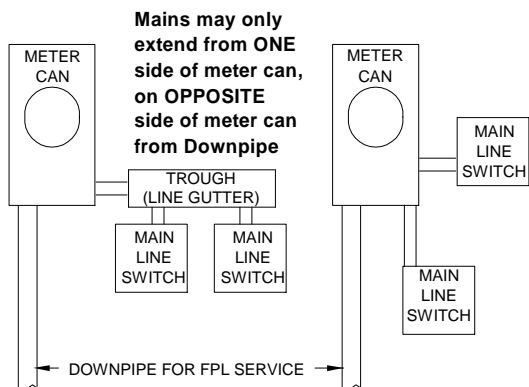 Mains may only
extend from ONE
side of meter can,
on OPPOSITE
side of meter can
from Downpipe
METER
CAN
TROUGH
(LINE GUTTER)
MAIN
LINE
SWITCH
MAIN
LINE
SWITCH
METER
CAN
MAIN
LINE
SWITCH
MAIN
LINE
SWITCH
DOWNPIPE FOR FPL SERVICE